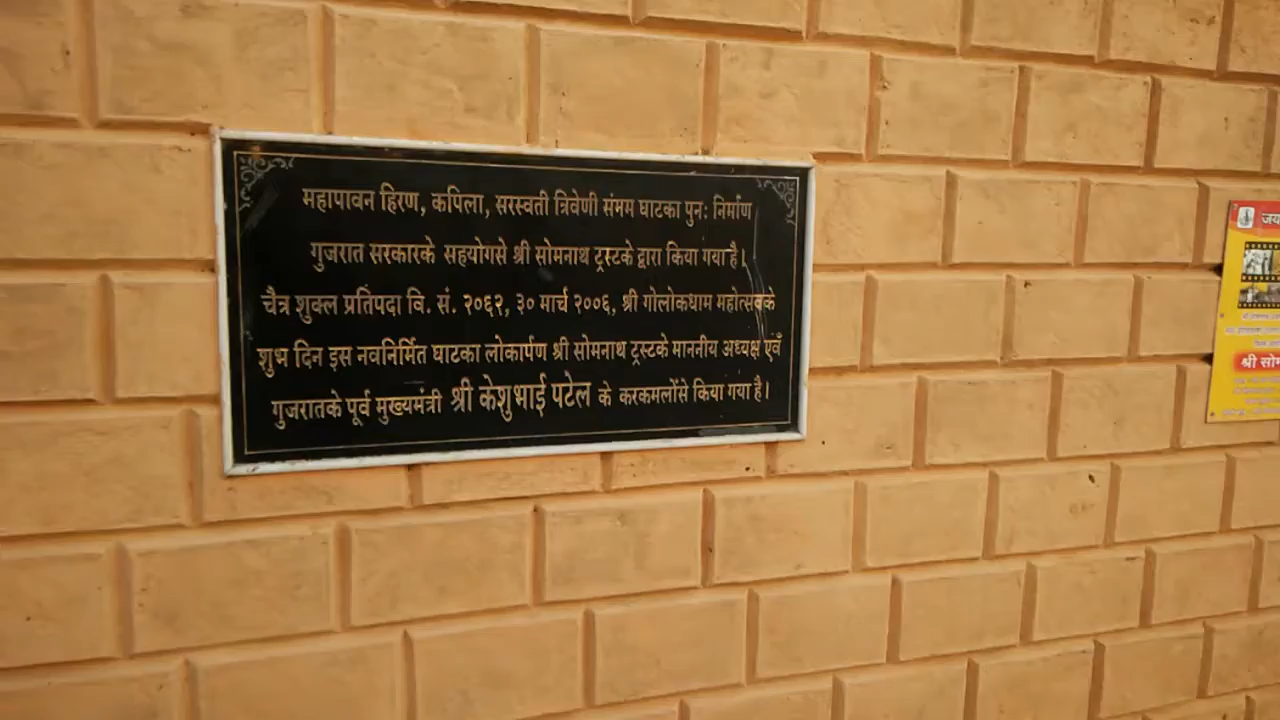 महापावन हिरण, कपिला, सरस्वती त्रिवेणी संमम घाटका पुनः निर्माण
गुजरात सरकारके सहयोगसे श्री सोमनाथ ट्रस्टके द्वारा किया गया है।
चैत्र शुक्ल प्रतिपदा वि. सं. २०६२, ३० मार्च २००६, श्री गोलोकधाम महोत्सवके
शुभ दिन इस नवनिर्मित घाटका लोकार्पण श्री सोमनाथ ट्रस्टके माननीय अध्यक्ष एवँ
गुजरातके पूर्व मुख्यमंत्री श्री केशुभाई पटेल के करकमलोंसे किया गया है।
जय
श्री सोम